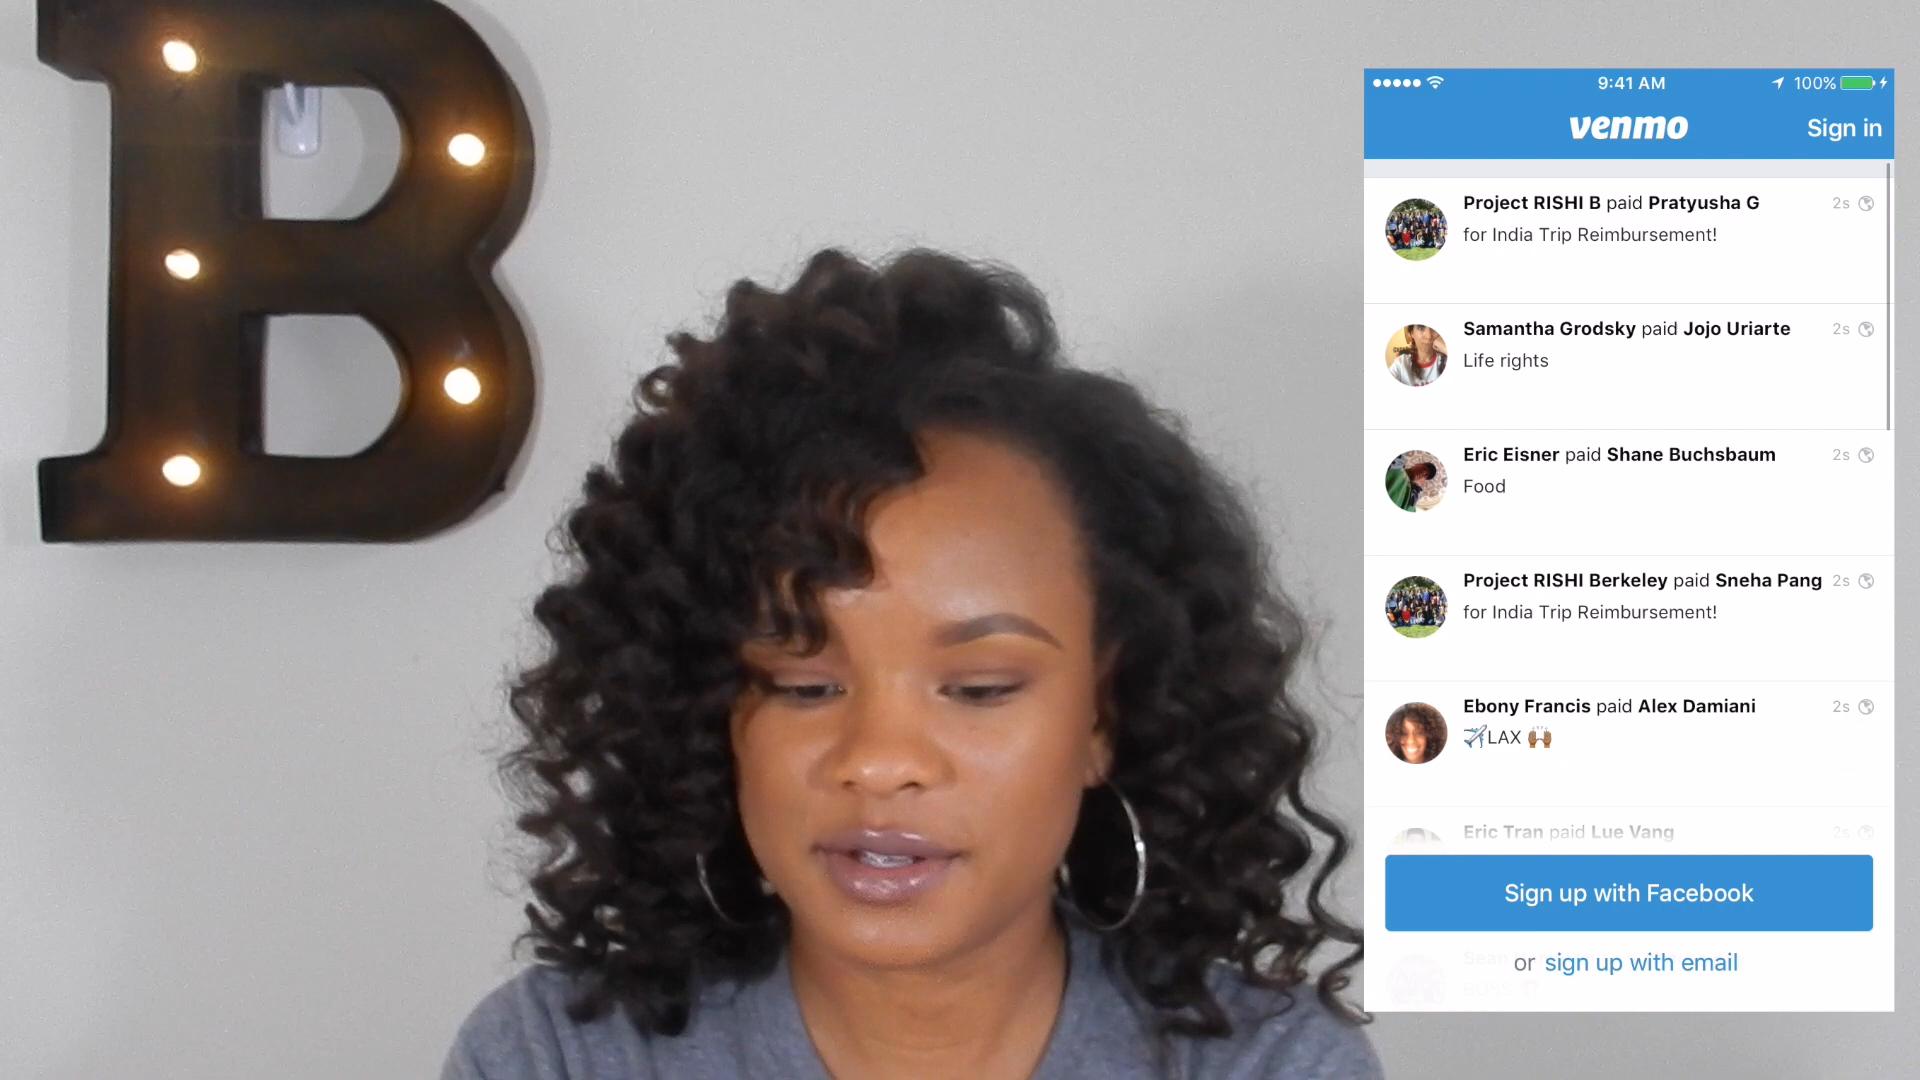 B
9:41 AM
100%
venmo
Sign in
Project RISHI B paid Pratyusha G 2s
for India Trip Reimbursement!
Samantha Grodsky paid Jojo Uriarte 2s
Life rights
Eric Eisner paid Shane Buchsbaum 2s
Food
Project RISHI Berkeley paid Sneha Pang 2s
for India Trip Reimbursement!
Ebony Francis paid Alex Damiani 2s
✈️LAX 🙌🏾
Eric Tran paid Lue Vang 2s
Sign up with Facebook
Sean
or sign up with email